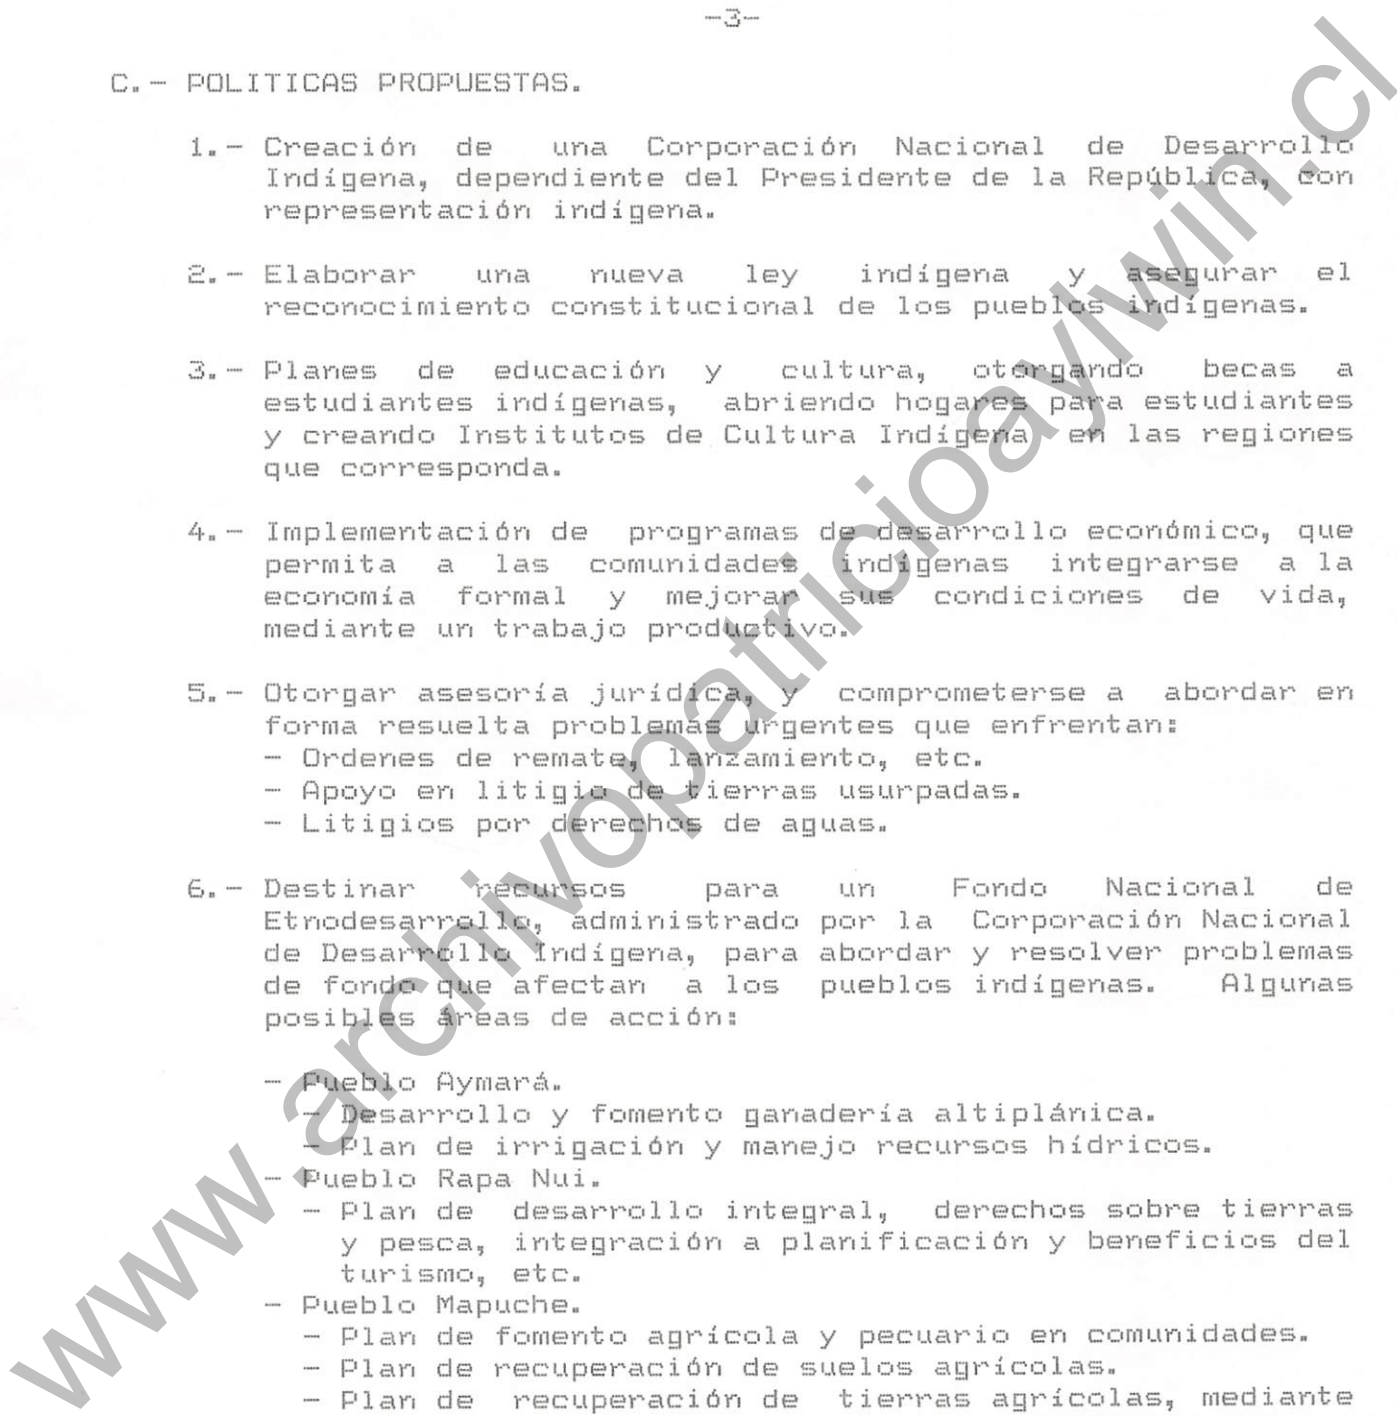 -3-
C.- POLITICAS PROPUESTAS.
1.- Creación de una Corporación Nacional de Desarrollo
Indígena, dependiente del Presidente de la República, con
representación indígena.
2.- Elaborar una nueva ley indígena y asegurar el
reconocimiento constitucional de los pueblos indígenas.
3.- Planes de educación y cultura, otorgando becas a
estudiantes indígenas, abriendo hogares para estudiantes
y creando Institutos de Cultura Indígena en las regiones
que corresponda.
4.- Implementación de programas de desarrollo económico, que
permita a las comunidades indígenas integrarse a la
economía formal y mejorar sus condiciones de vida,
mediante un trabajo productivo.
5.- Otorgar asesoría jurídica, y comprometerse a abordar en
forma resuelta problemas urgentes que enfrentan:
- Ordenes de remate, lanzamiento, etc.
- Apoyo en litigio de tierras usurpadas.
- Litigios por derechos de aguas.
6.- Destinar recursos para un Fondo Nacional de
Etnodesarrollo, administrado por la Corporación Nacional
de Desarrollo Indígena, para abordar y resolver problemas
de fondo que afectan a los pueblos indígenas. Algunas
posibles áreas de acción:
- Pueblo Aymará.
- Desarrollo y fomento ganadería altiplánica.
- Plan de irrigación y manejo recursos hídricos.
- Pueblo Rapa Nui.
- Plan de desarrollo integral, derechos sobre tierras
y pesca, integración a planificación y beneficios del
turismo, etc.
- Pueblo Mapuche.
- Plan de fomento agrícola y pecuario en comunidades.
- Plan de recuperación de suelos agrícolas.
- Plan de recuperación de tierras agrícolas, mediante
www.archivopatricioaylwin.cl